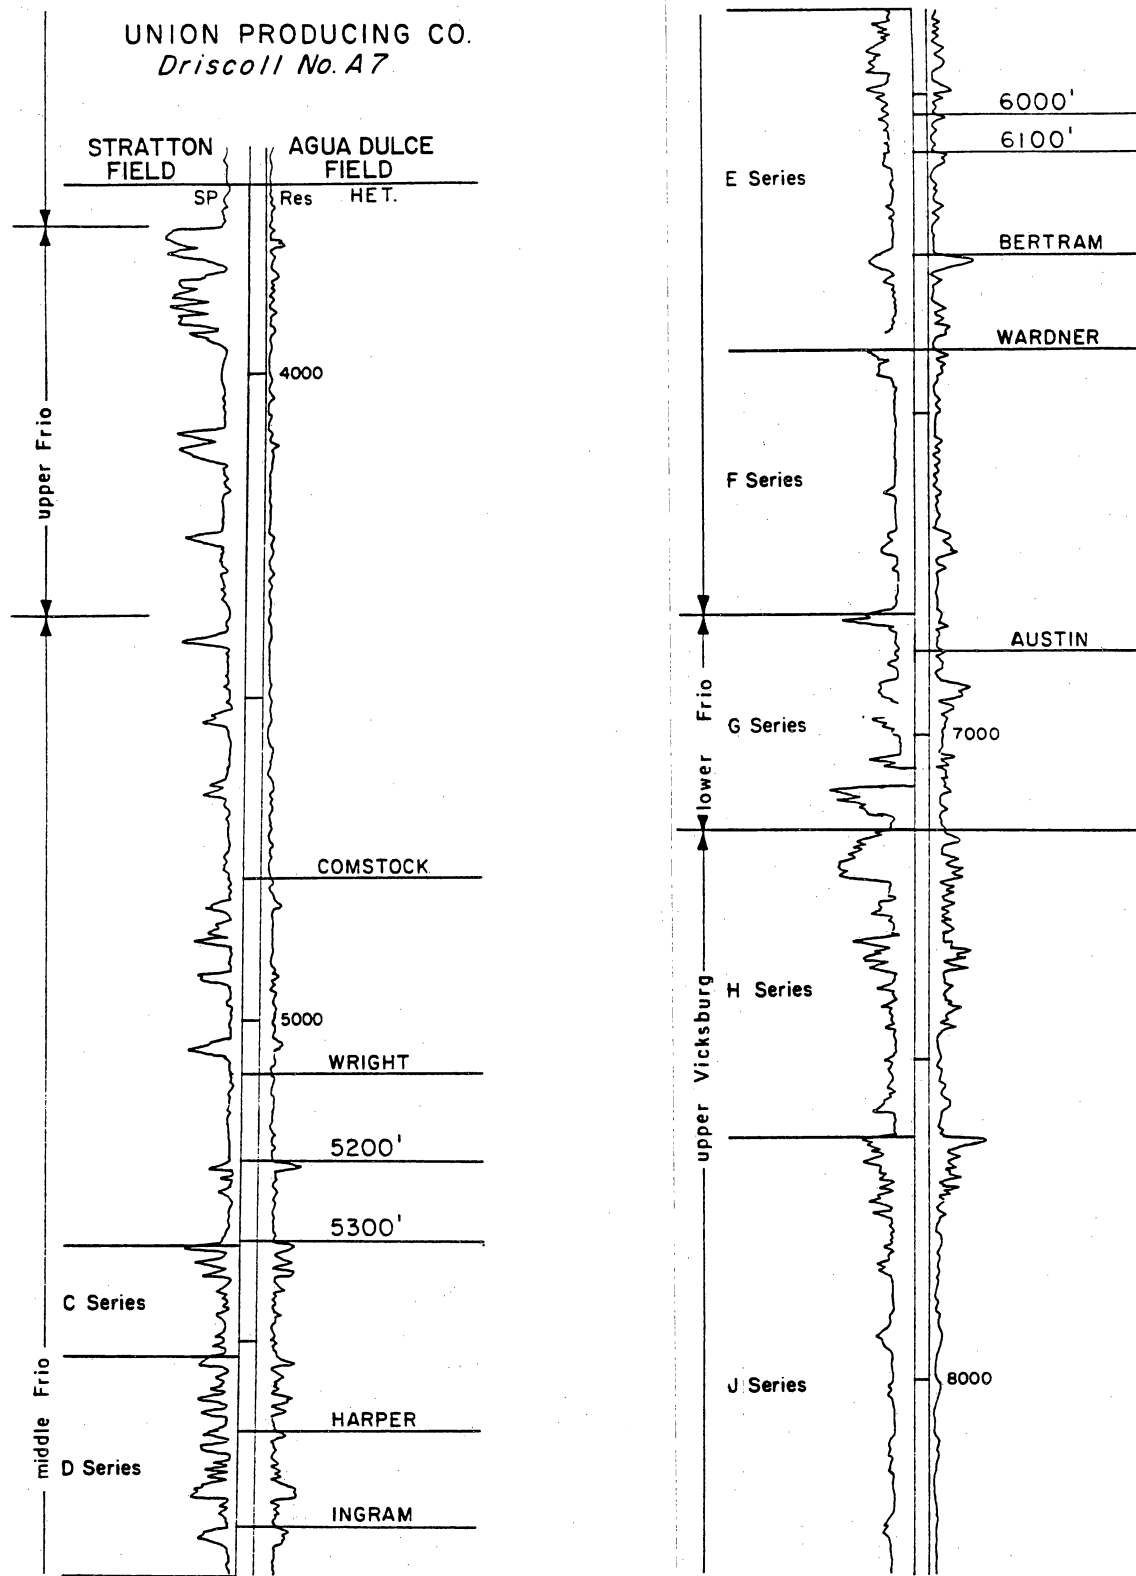 UNION PRODUCING CO.
Driscoll No. A7
STRATTON
FIELD
AGUA DULCE
FIELD
SP
Res
HET.
4000
upper Frio
COMSTOCK
5000
WRIGHT
5200'
5300'
C Series
middle Frio
HARPER
D Series
INGRAM
6000'
6100'
E Series
BERTRAM
WARDNER
F Series
AUSTIN
lower Frio
G Series
7000
upper Vicksburg
H Series
J Series
8000